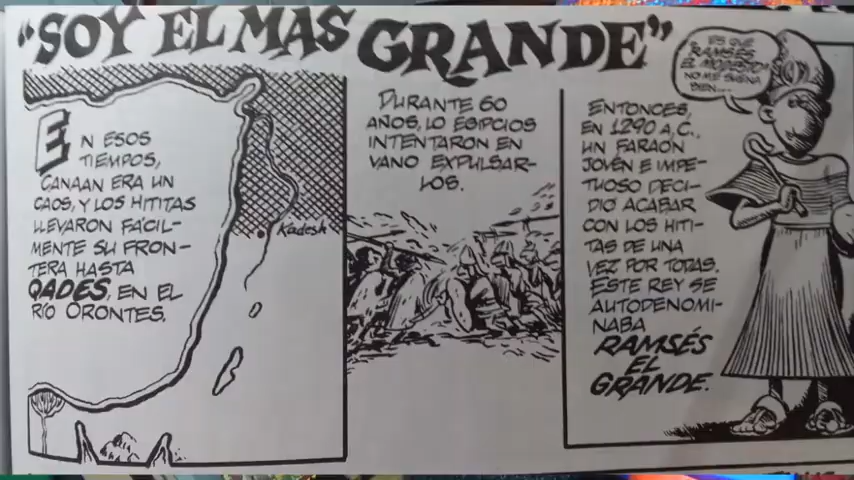 "SOY EL MAS GRANDE"
EN ESOS
TIEMPOS,
CANAAN ERA UN
CAOS, Y LOS HITITAS
LLEVARON FÁCIL-
MENTE SU FRON-
TERA HASTA
QADES, EN EL
RÍO ORONTES.
Kadesh
DURANTE 60
AÑOS, LO EGIPCIOS
INTENTARON EN
VANO EXPULSAR-
LOS.
ENTONCES,
EN 1290 A.C.,
UN FARAÓN
JOVÉN E IMPE-
TUOSO DECI-
DIÓ ACABAR
CON LOS HITI-
TAS DE UNA
VEZ POR TODAS.
ESTE REY SE
AUTODENOMI-
NABA
RAMSÉS
EL
GRANDE.
ES QUE
RAMSÉS
EL MODESTO
NO ME SUENA
BIEN...